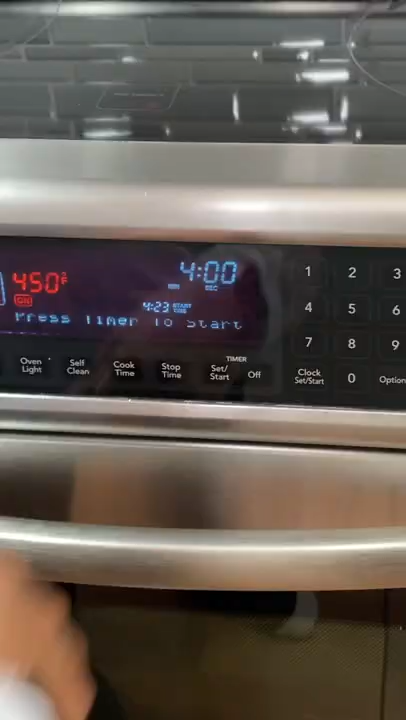 450°F
4:00
ON
MIN SEC
4:23 START TIME
Press Timer To Start
1 2 3
4 5 6
7 8 9
Oven Light
Self Clean
Cook Time
Stop Time
TIMER
Set/ Start
Off
Clock Set/Start
0
Option